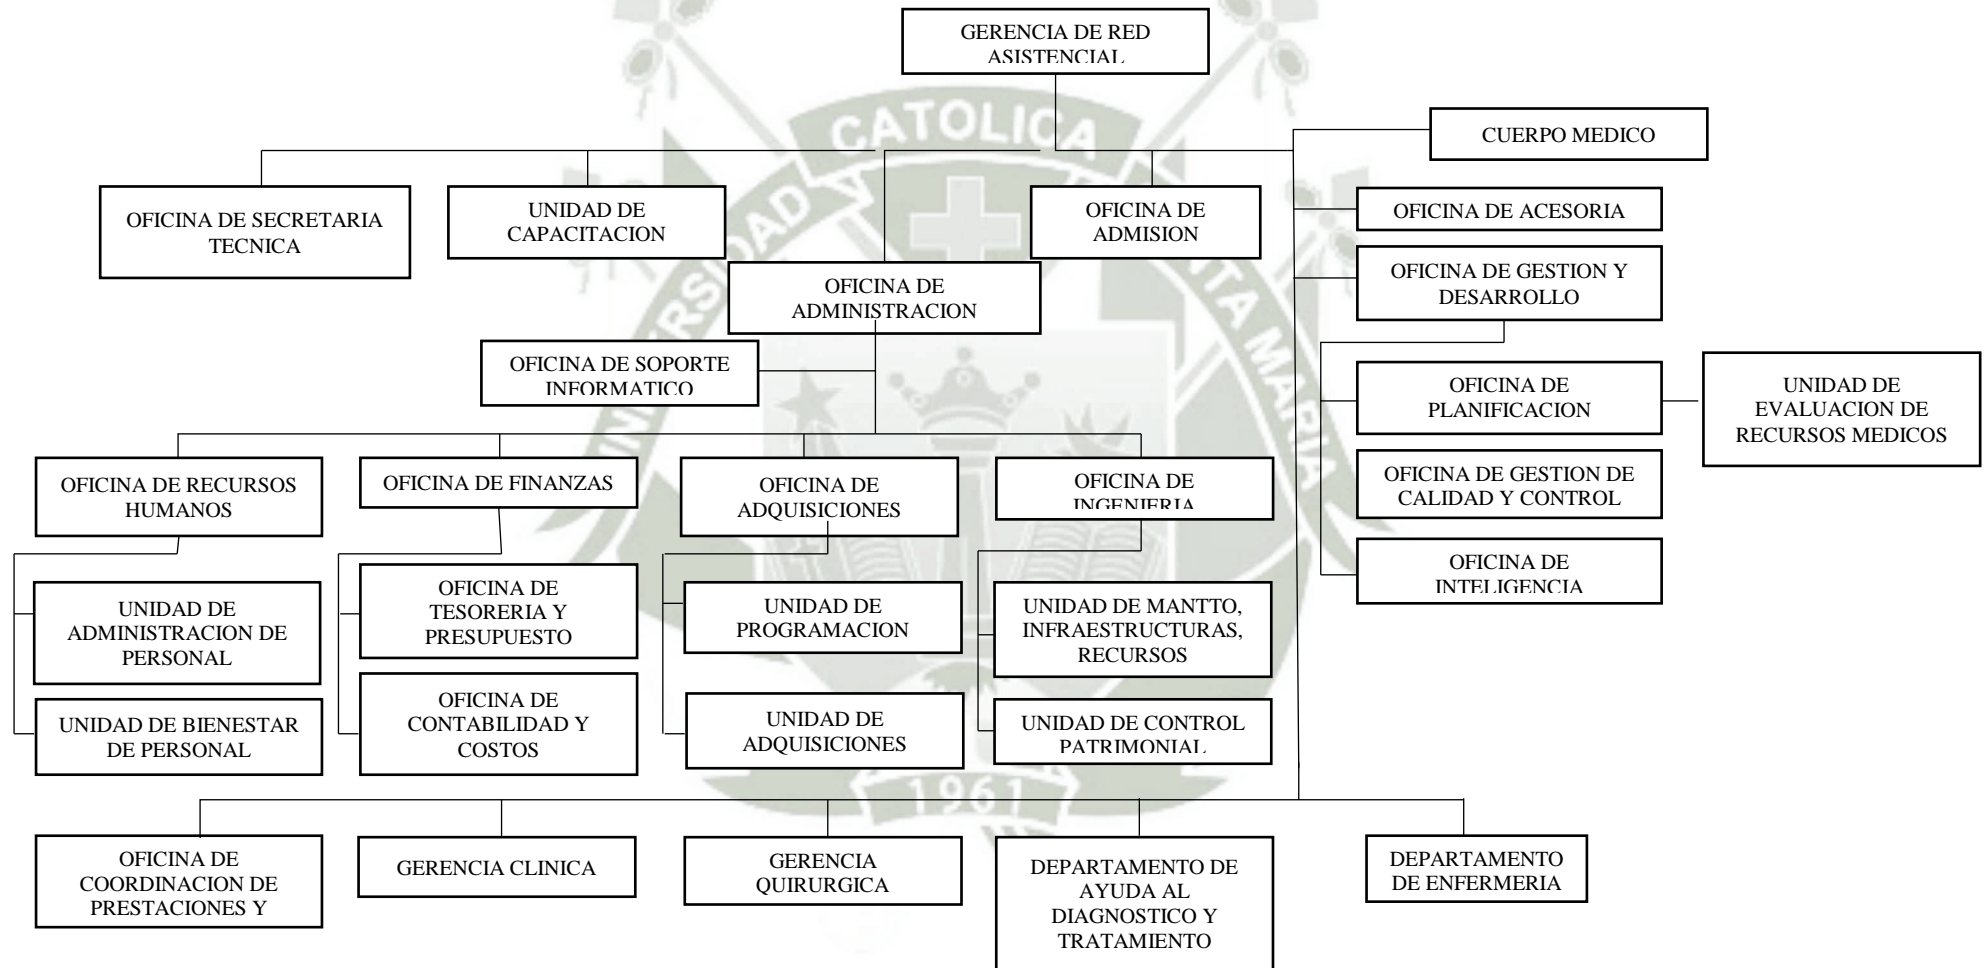 GERENCIA DE RED
ASISTENCIAL
CUERPO MEDICO
OFICINA DE SECRETARIA
TECNICA
UNIDAD DE
CAPACITACION
OFICINA DE
ADMISION
OFICINA DE ACESORIA
OFICINA DE
ADMINISTRACION
OFICINA DE GESTION Y
DESARROLLO
OFICINA DE SOPORTE
INFORMATICO
OFICINA DE
PLANIFICACION
UNIDAD DE
EVALUACION DE
RECURSOS MEDICOS
OFICINA DE RECURSOS
HUMANOS
OFICINA DE FINANZAS
OFICINA DE
ADQUISICIONES
OFICINA DE
INGENIERIA
OFICINA DE GESTION DE
CALIDAD Y CONTROL
OFICINA DE
INTELIGENCIA
UNIDAD DE
ADMINISTRACION DE
PERSONAL
OFICINA DE
TESORERIA Y
PRESUPUESTO
UNIDAD DE
PROGRAMACION
UNIDAD DE MANTTO,
INFRAESTRUCTURAS,
RECURSOS
UNIDAD DE BIENESTAR
DE PERSONAL
OFICINA DE
CONTABILIDAD Y
COSTOS
UNIDAD DE
ADQUISICIONES
UNIDAD DE CONTROL
PATRIMONIAL
OFICINA DE
COORDINACION DE
PRESTACIONES Y
GERENCIA CLINICA
GERENCIA
QUIRURGICA
DEPARTAMENTO DE
AYUDA AL
DIAGNOSTICO Y
TRATAMIENTO
DEPARTAMENTO
DE ENFERMERIA
CATOLICA
MARIA
1961